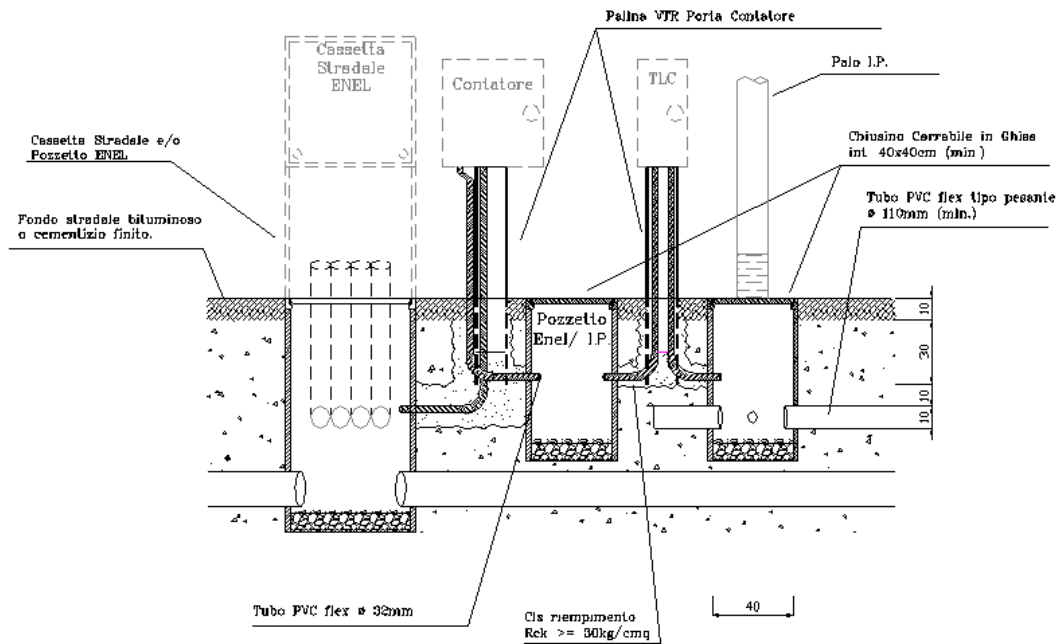 Palina VTR Porta Contatore
Cassetta
Stradale
ENEL
Contatore
TLC
Palo I.P.
Cassetta Stradale e/o
Pozzetto ENEL
Chiusino Carrabile in Ghisa
int 40x40cm (min)
Tubo PVC flex tipo pesante
ø 110mm (min.)
Fondo stradale bituminoso
o cementizio finito.
Pozzetto
Enel/ I.P.
10
30
10
10
Tubo PVC flex ø 32mm
Cls riempimento
Rck >= 30kg/cmq
40